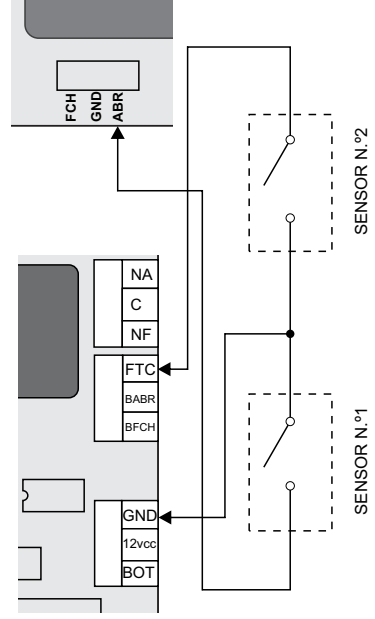 FCH
GND
ABR
SENSOR N.º2
NA
C
NF
FTC
BABR
BFCH
SENSOR N.º1
GND
12vcc
BOT